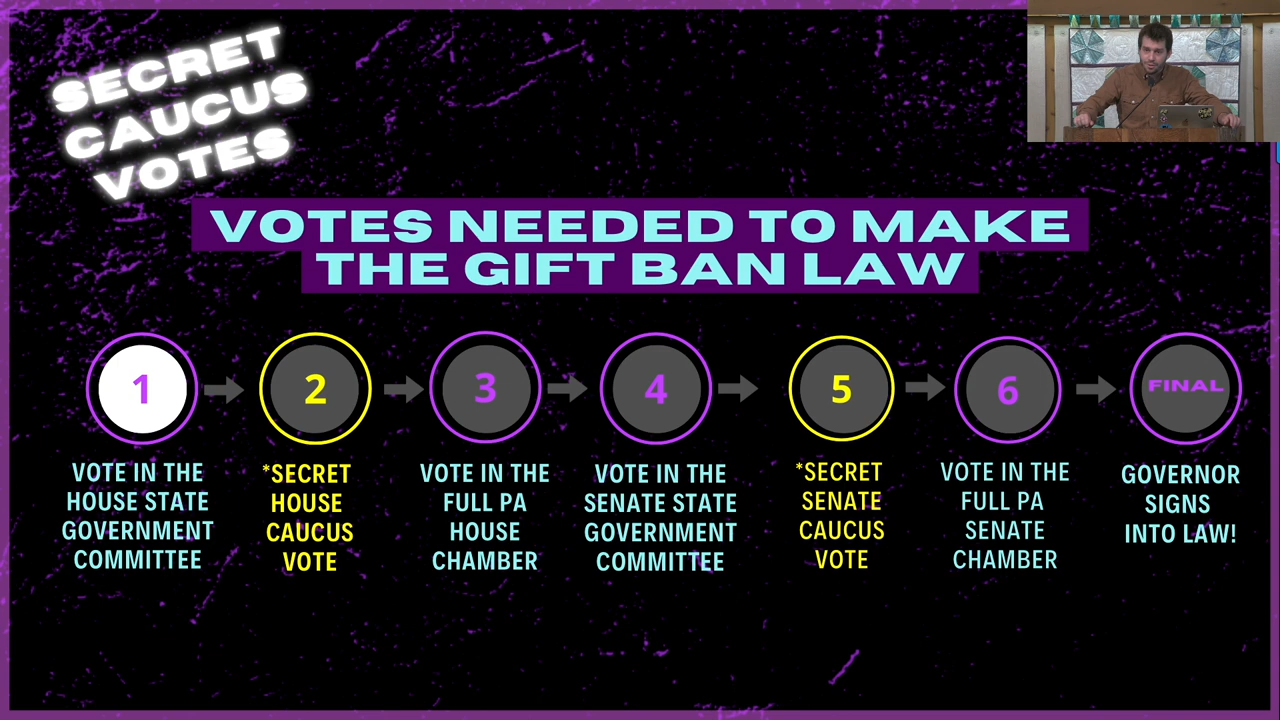 SECRET
CAUCUS
VOTES
VOTES NEEDED TO MAKE
THE GIFT BAN LAW
1
2
3
4
5
6
FINAL
VOTE IN THE
HOUSE STATE
GOVERNMENT
COMMITTEE
*SECRET
HOUSE
CAUCUS
VOTE
VOTE IN THE
FULL PA
HOUSE
CHAMBER
VOTE IN THE
SENATE STATE
GOVERNMENT
COMMITTEE
*SECRET
SENATE
CAUCUS
VOTE
VOTE IN THE
FULL PA
SENATE
CHAMBER
GOVERNOR
SIGNS
INTO LAW!